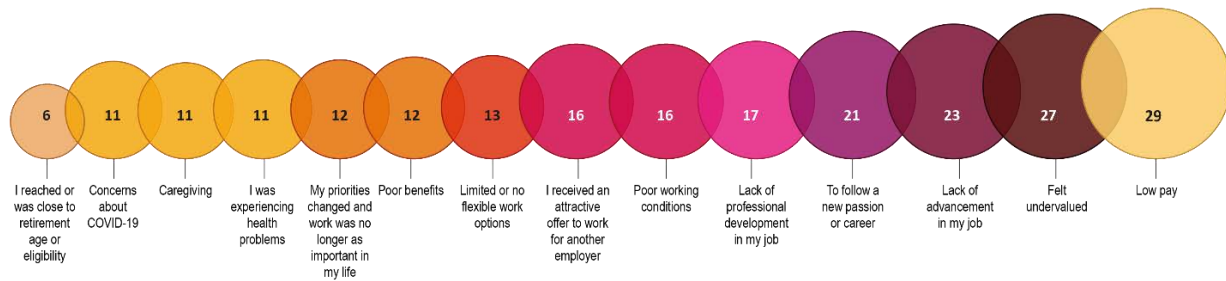 6
11
11
11
12
12
13
16
16
17
21
23
27
29
I reached or
was close to
retirement
age or
eligibility
Concerns
about
COVID-19
Caregiving
I was
experiencing
health
problems
My priorities
changed and
work was no
longer as
important in
my life
Poor benefits
Limited or no
flexible work
options
I received an
attractive
offer to work
for another
employer
Poor working
conditions
Lack of
professional
development
in my job
To follow a
new passion
or career
Lack of
advancement
in my job
Felt
undervalued
Low pay